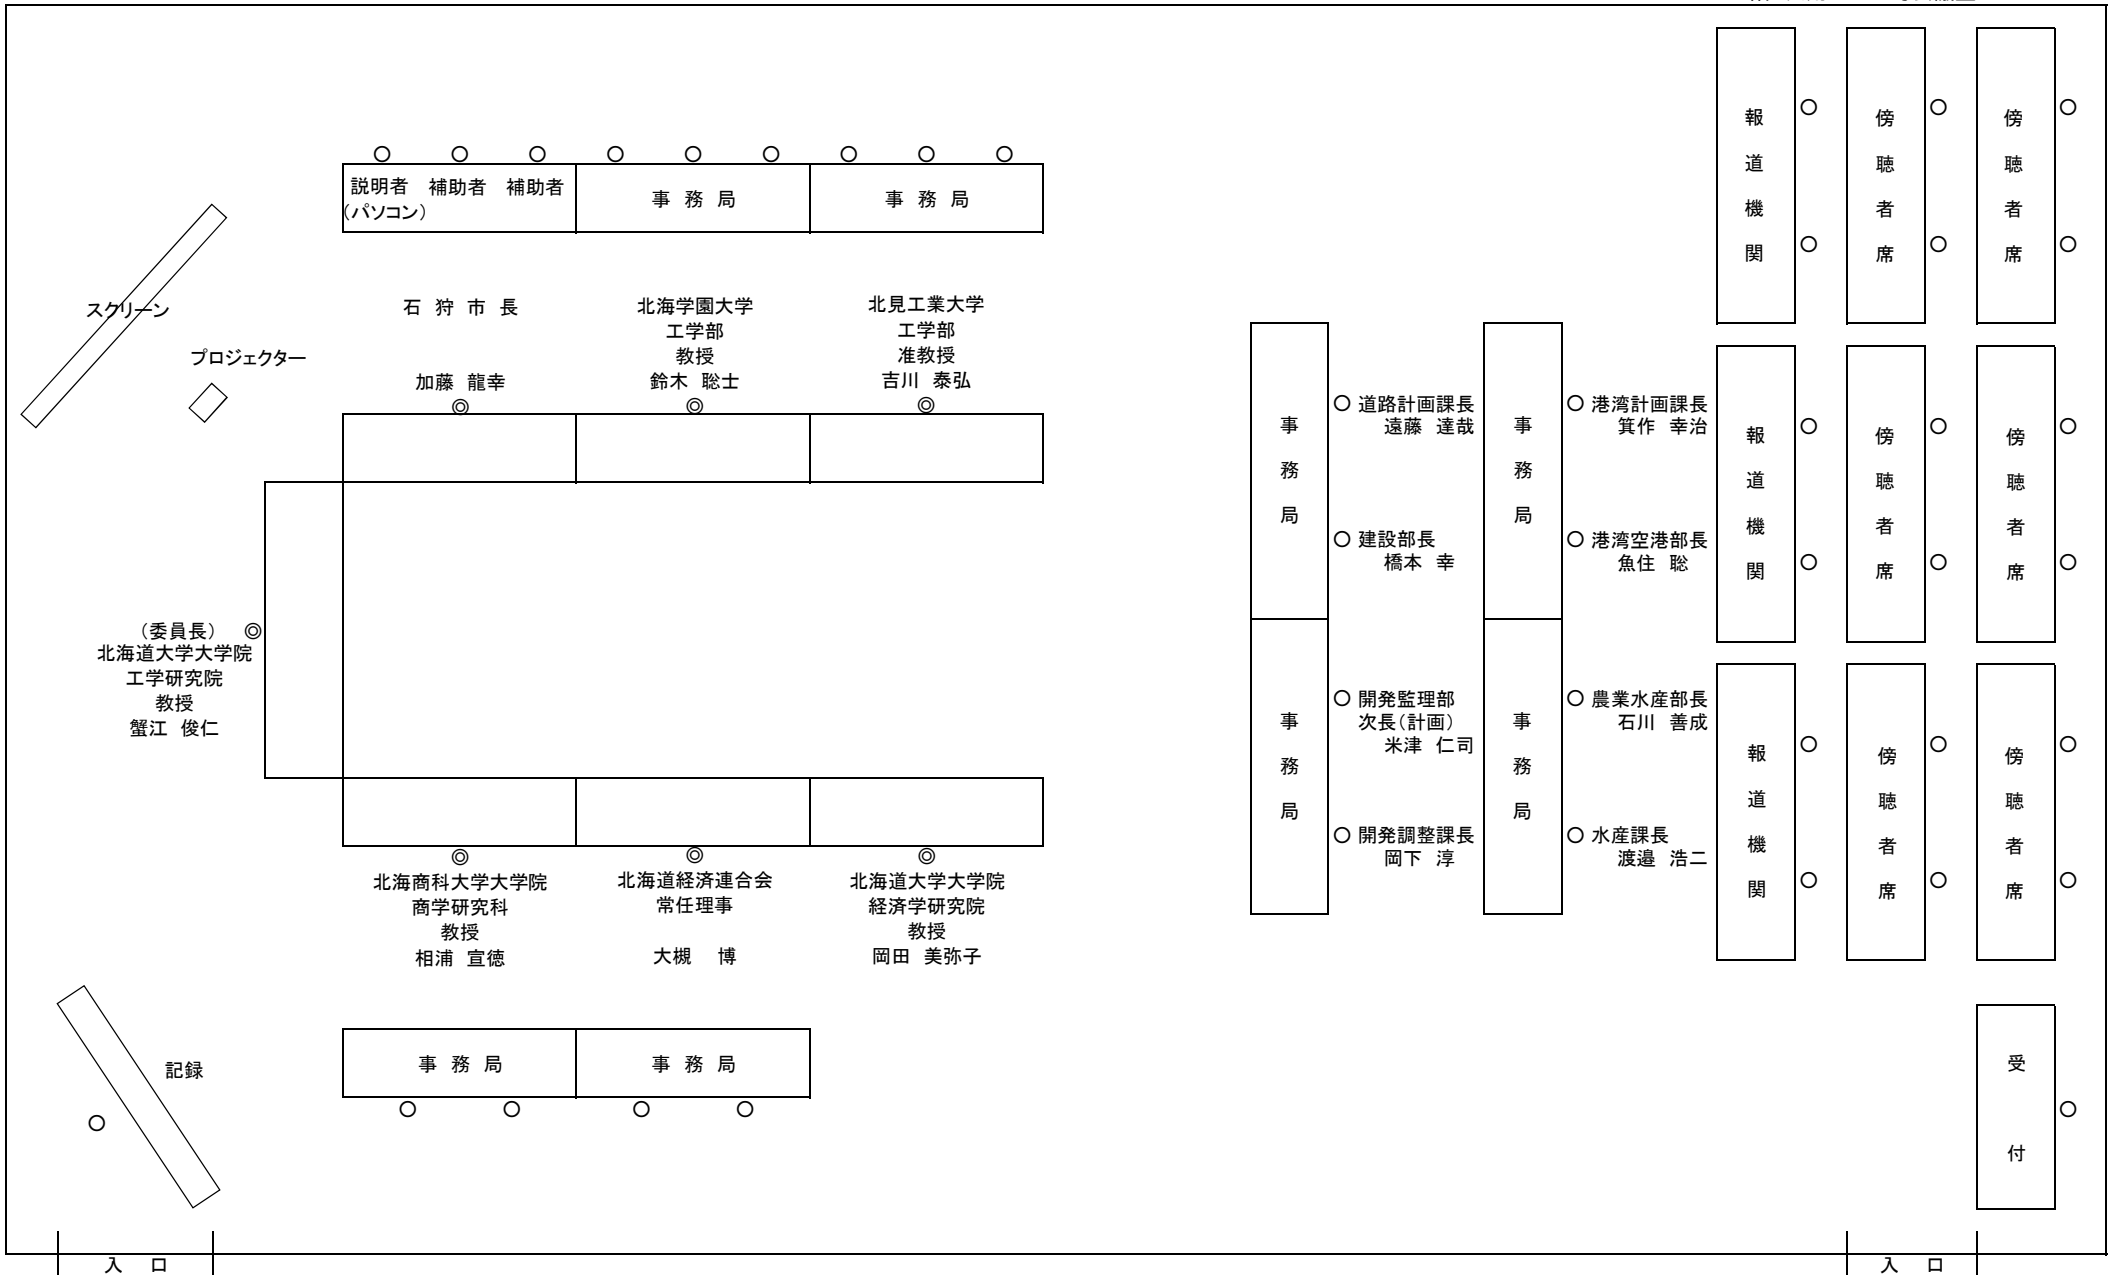 説明者 補助者 補助者
(パソコン)
事 務 局
事 務 局
スクリーン
プロジェクター
石 狩 市 長
加藤 龍幸
◎
北海学園大学
工学部
教授
鈴木 聡士
◎
北見工業大学
工学部
准教授
吉川 泰弘
◎
(委員長) ◎
北海道大学大学院
工学研究院
教授
蟹江 俊仁
◎
北海商科大学大学院
商学研究科
教授
相浦 宣徳
◎
北海道経済連合会
常任理事
大槻 博
◎
北海道大学大学院
経済学研究院
教授
岡田 美弥子
記録
事 務 局
事 務 局
事務局
○ 道路計画課長
遠藤 達哉
○ 建設部長
橋本 幸
事務局
○ 開発監理部
次長(計画)
米津 仁司
○ 開発調整課長
岡下 淳
事務局
○ 港湾計画課長
箕作 幸治
○ 港湾空港部長
魚住 聡
事務局
○ 農業水産部長
石川 善成
○ 水産課長
渡邉 浩二
報道機関
傍聴者席
傍聴者席
報道機関
傍聴者席
傍聴者席
報道機関
傍聴者席
傍聴者席
受付
入 口
入 口